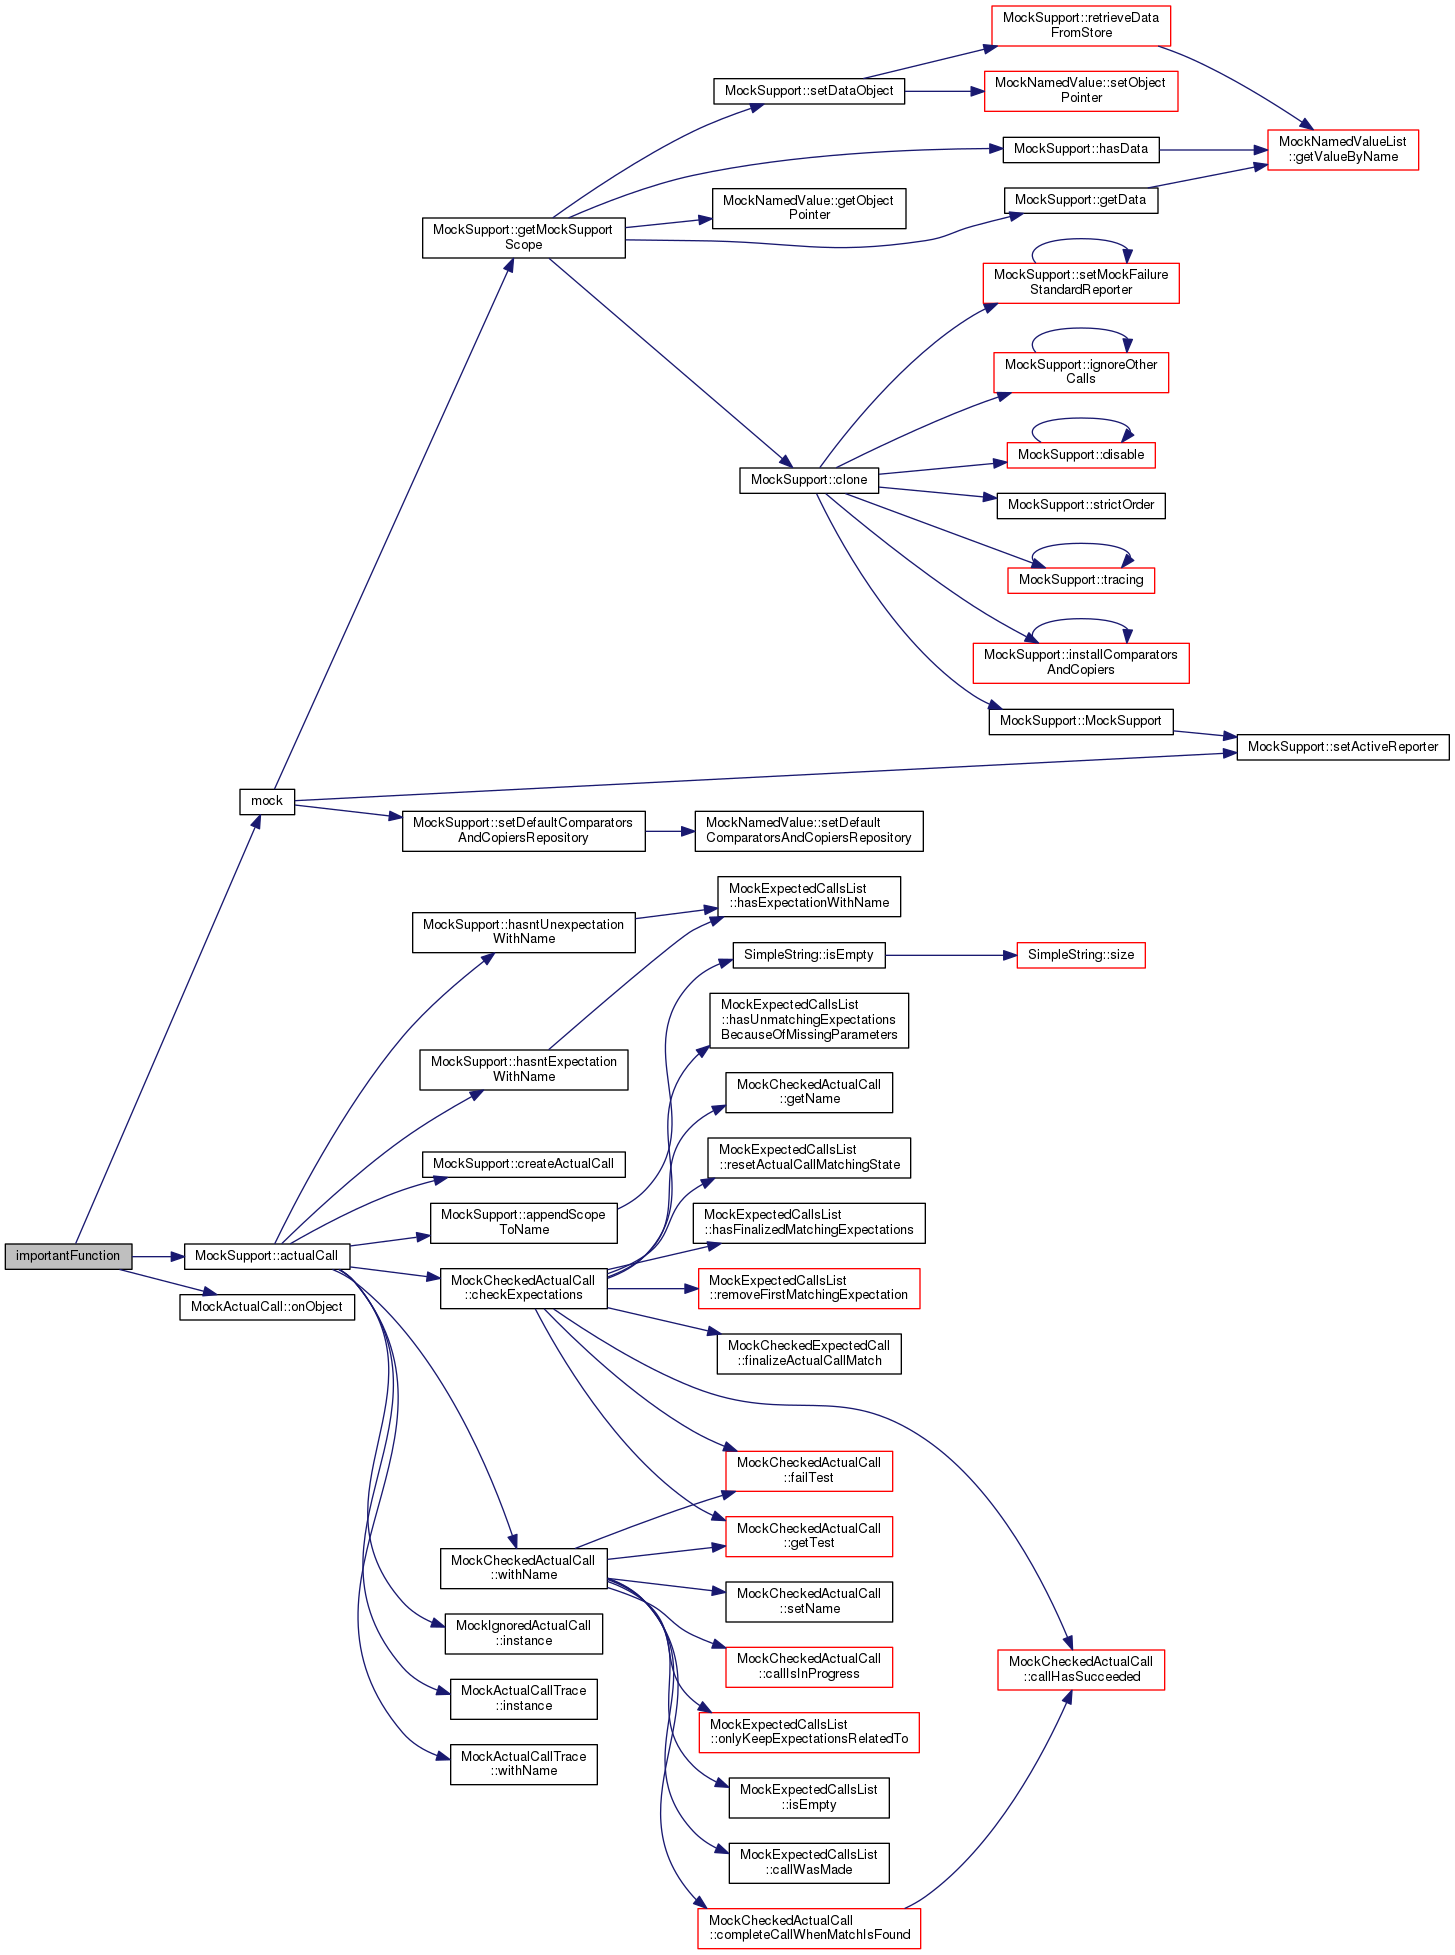 MockSupport::retrieveData
FromStore
MockSupport::setDataObject
MockNamedValue::setObject
Pointer
MockSupport::hasData
MockNamedValueList
::getValueByName
MockNamedValue::getObject
Pointer
MockSupport::getData
MockSupport::getMockSupport
Scope
MockSupport::setMockFailure
StandardReporter
MockSupport::ignoreOther
Calls
MockSupport::disable
MockSupport::clone
MockSupport::strictOrder
MockSupport::tracing
MockSupport::installComparators
AndCopiers
MockSupport::MockSupport
MockSupport::setActiveReporter
mock
MockSupport::setDefaultComparators
AndCopiersRepository
MockNamedValue::setDefault
ComparatorsAndCopiersRepository
MockExpectedCallsList
::hasExpectationWithName
MockSupport::hasntUnexpectation
WithName
SimpleString::isEmpty
SimpleString::size
MockExpectedCallsList
::hasUnmatchingExpectations
BecauseOfMissingParameters
MockSupport::hasntExpectation
WithName
MockCheckedActualCall
::getName
MockSupport::createActualCall
MockExpectedCallsList
::resetActualCallMatchingState
MockSupport::appendScope
ToName
MockExpectedCallsList
::hasFinalizedMatchingExpectations
importantFunction
MockSupport::actualCall
MockCheckedActualCall
::checkExpectations
MockExpectedCallsList
::removeFirstMatchingExpectation
MockActualCall::onObject
MockCheckedExpectedCall
::finalizeActualCallMatch
MockCheckedActualCall
::failTest
MockCheckedActualCall
::getTest
MockCheckedActualCall
::withName
MockCheckedActualCall
::setName
MockIgnoredActualCall
::instance
MockCheckedActualCall
::callIsInProgress
MockCheckedActualCall
::callHasSucceeded
MockActualCallTrace
::instance
MockExpectedCallsList
::onlyKeepExpectationsRelatedTo
MockActualCallTrace
::withName
MockExpectedCallsList
::isEmpty
MockExpectedCallsList
::callWasMade
MockCheckedActualCall
::completeCallWhenMatchIsFound